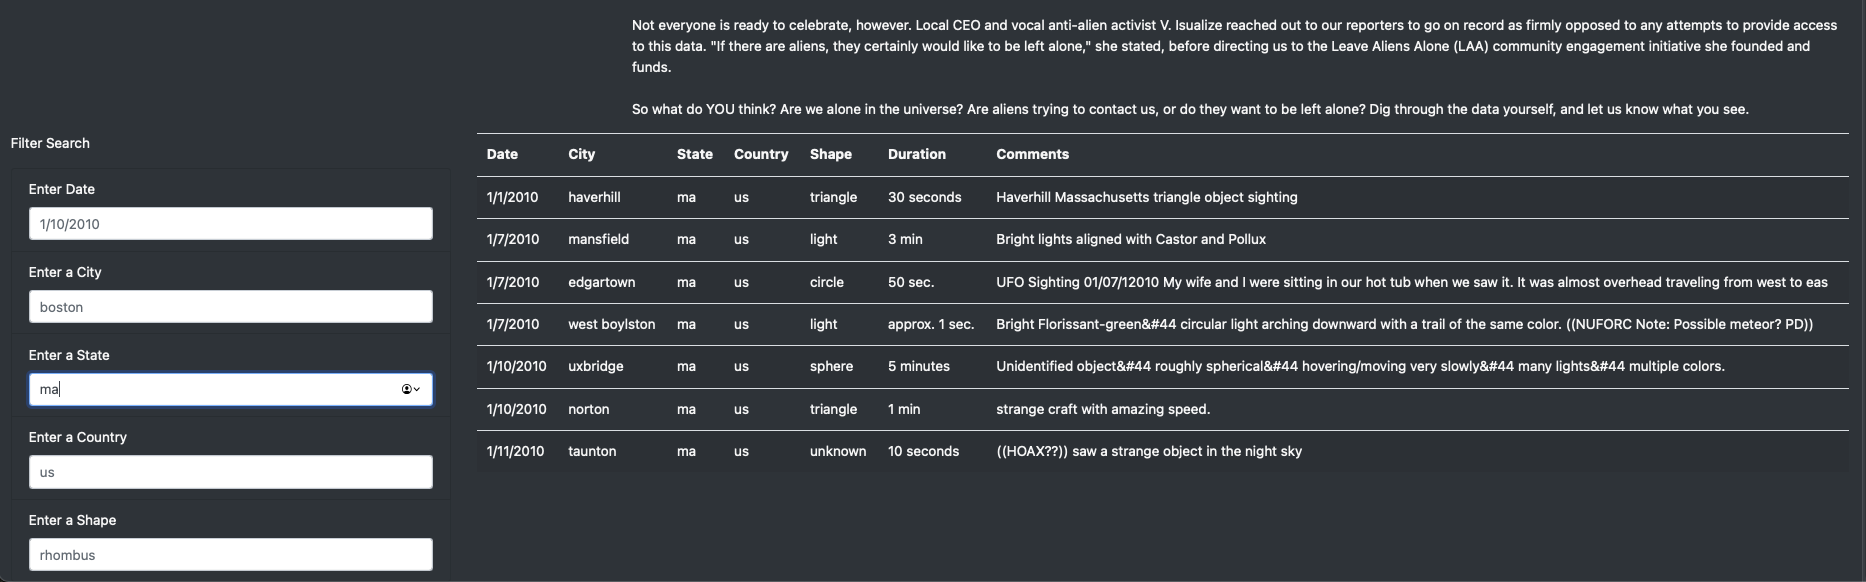 Not everyone is ready to celebrate, however. Local CEO and vocal anti-alien activist V. Isualize reached out to our reporters to go on record as firmly opposed to any attempts to provide access
to this data. "If there are aliens, they certainly would like to be left alone," she stated, before directing us to the Leave Aliens Alone (LAA) community engagement initiative she founded and
funds.
So what do YOU think? Are we alone in the universe? Are aliens trying to contact us, or do they want to be left alone? Dig through the data yourself, and let us know what you see.
Filter Search
Enter Date
1/10/2010
Enter a City
boston
Enter a State
ma
Enter a Country
us
Enter a Shape
rhombus
Date City State Country Shape Duration Comments
1/1/2010 haverhill ma us triangle 30 seconds Haverhill Massachusetts triangle object sighting
1/7/2010 mansfield ma us light 3 min Bright lights aligned with Castor and Pollux
1/7/2010 edgartown ma us circle 50 sec. UFO Sighting 01/07/12010 My wife and I were sitting in our hot tub when we saw it. It was almost overhead traveling from west to eas
1/7/2010 west boylston ma us light approx. 1 sec. Bright Florissant-green&#44 circular light arching downward with a trail of the same color. ((NUFORC Note: Possible meteor? PD))
1/10/2010 uxbridge ma us sphere 5 minutes Unidentified object&#44 roughly spherical&#44 hovering/moving very slowly&#44 many lights&#44 multiple colors.
1/10/2010 norton ma us triangle 1 min strange craft with amazing speed.
1/11/2010 taunton ma us unknown 10 seconds ((HOAX??)) saw a strange object in the night sky